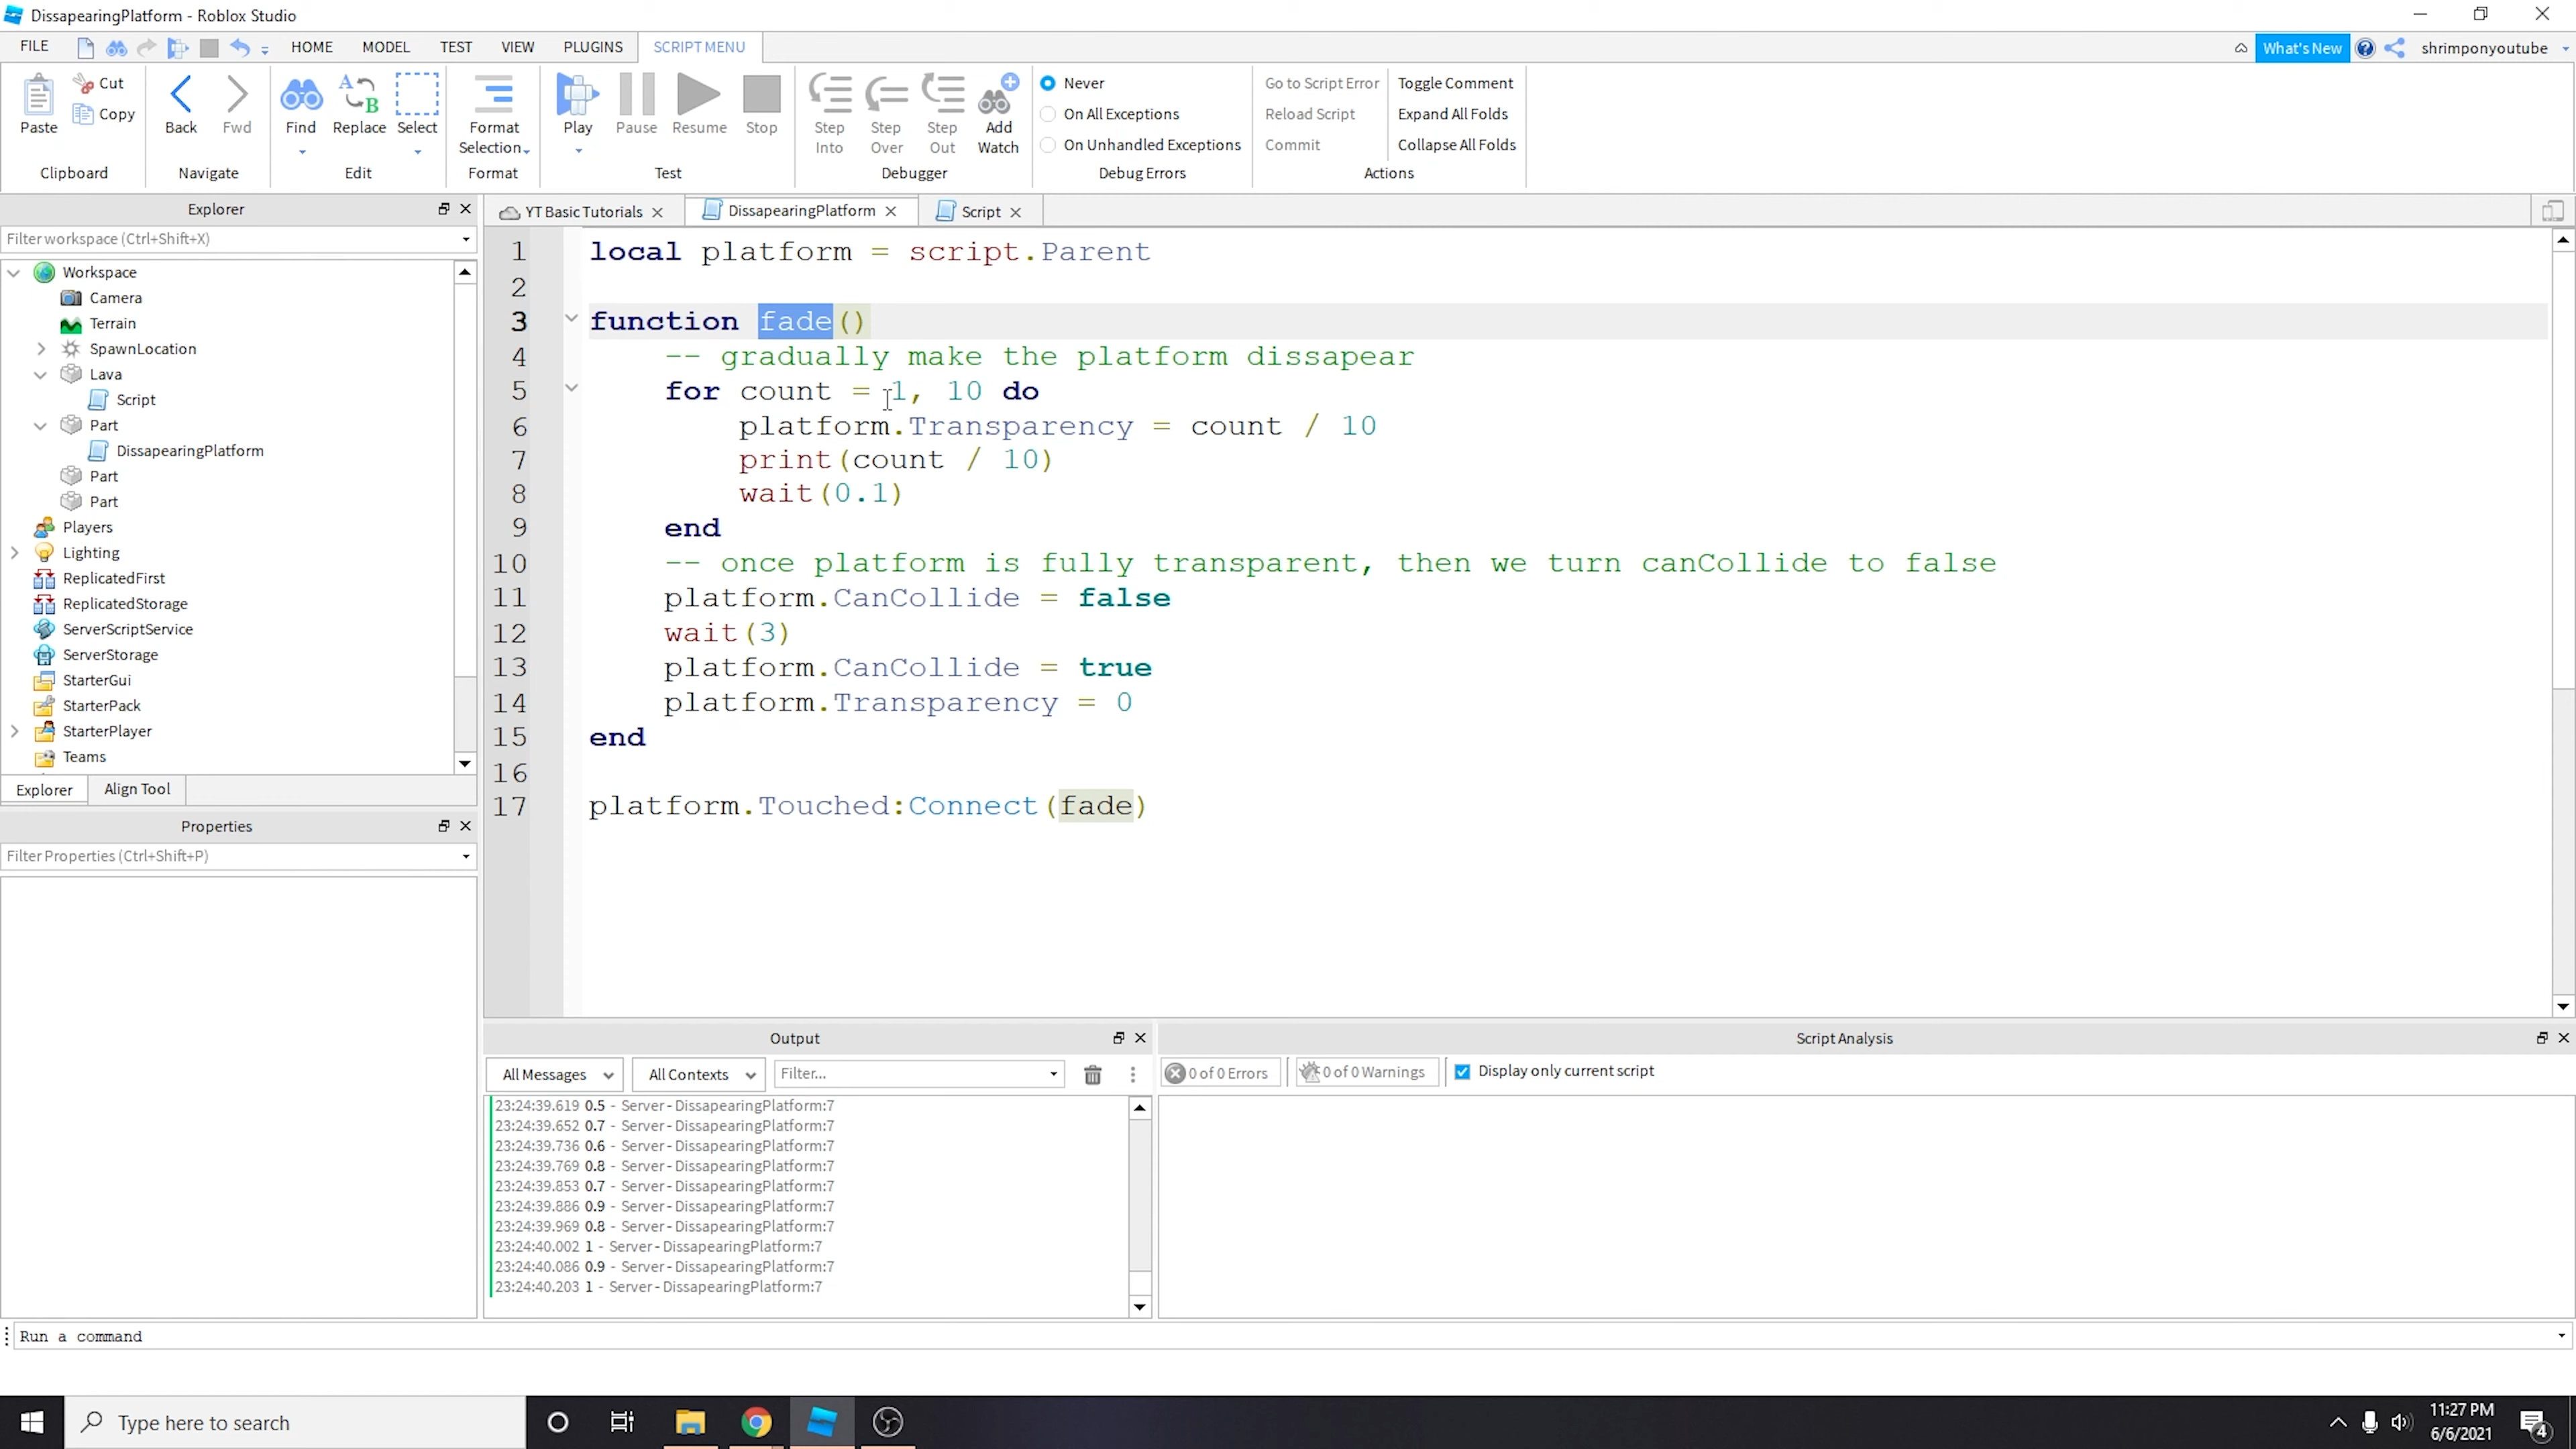 DissapearingPlatform - Roblox Studio
FILE HOME MODEL TEST VIEW PLUGINS SCRIPT MENU What's New shrimponyoutube
Paste Cut Copy Clipboard
Back Fwd Navigate
Find Replace Select Edit
Format Selection Format
Play Pause Resume Stop Test
Step Into Step Over Step Out Add Watch Debugger
Never
On All Exceptions
On Unhandled Exceptions
Debug Errors
Go to Script Error
Reload Script
Commit
Toggle Comment
Expand All Folds
Collapse All Folds
Actions
Explorer
Filter workspace (Ctrl+Shift+X)
Workspace
Camera
Terrain
SpawnLocation
Lava
Script
Part
DissapearingPlatform
Part
Part
Players
Lighting
ReplicatedFirst
ReplicatedStorage
ServerScriptService
ServerStorage
StarterGui
StarterPack
StarterPlayer
Teams
Explorer Align Tool
Properties
Filter Properties (Ctrl+Shift+P)
YT Basic Tutorials DissapearingPlatform Script
1 local platform = script.Parent
2
3 function fade()
4 -- gradually make the platform dissapear
5 for count = 1, 10 do
6 platform.Transparency = count / 10
7 print(count / 10)
8 wait(0.1)
9 end
10 -- once platform is fully transparent, then we turn canCollide to false
11 platform.CanCollide = false
12 wait(3)
13 platform.CanCollide = true
14 platform.Transparency = 0
15 end
16
17 platform.Touched:Connect(fade)
Output
All Messages All Contexts Filter...
23:24:39.619 0.5 - Server - DissapearingPlatform:7
23:24:39.652 0.7 - Server - DissapearingPlatform:7
23:24:39.736 0.6 - Server - DissapearingPlatform:7
23:24:39.769 0.8 - Server - DissapearingPlatform:7
23:24:39.853 0.7 - Server - DissapearingPlatform:7
23:24:39.886 0.9 - Server - DissapearingPlatform:7
23:24:39.969 0.8 - Server - DissapearingPlatform:7
23:24:40.002 1 - Server - DissapearingPlatform:7
23:24:40.086 0.9 - Server - DissapearingPlatform:7
23:24:40.203 1 - Server - DissapearingPlatform:7
Script Analysis
0 of 0 Errors 0 of 0 Warnings Display only current script
Run a command
Type here to search
11:27 PM
6/6/2021
4